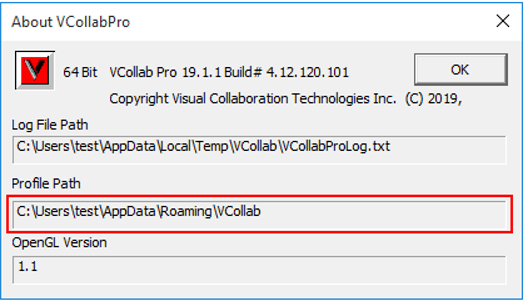 About VCollabPro
V 64 Bit VCollab Pro 19.1.1 Build# 4.12.120.101
OK
Copyright Visual Collaboration Technologies Inc. (C) 2019,
Log File Path
C:\Users\test\AppData\Local\Temp\VCollab\VCollabProLog.txt
Profile Path
C:\Users\test\AppData\Roaming\VCollab
OpenGL Version
1.1